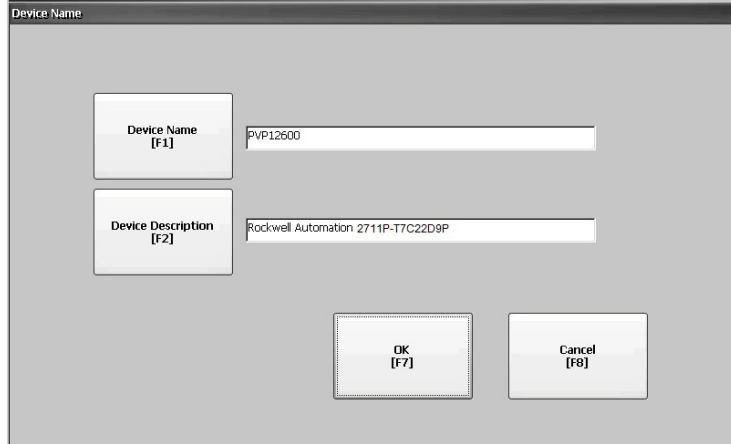 Device Name
Device Name
[F1]
PVP12600
Device Description
[F2]
Rockwell Automation 2711P-T7C22D9P
OK
[F7]
Cancel
[F8]